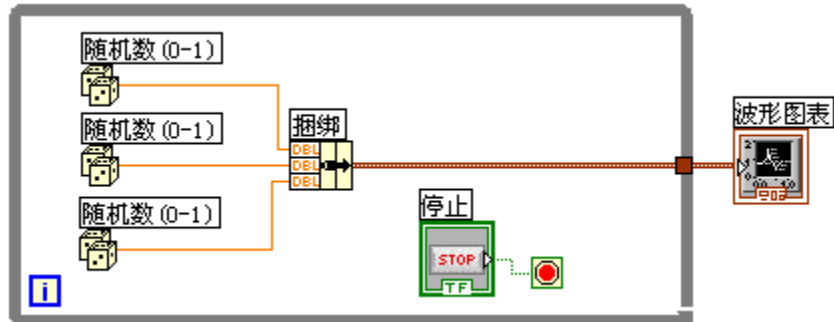 随机数(0-1)
随机数(0-1)
随机数(0-1)
捆绑
DBL
DBL
DBL
波形图表
停止
STOP
TF
i